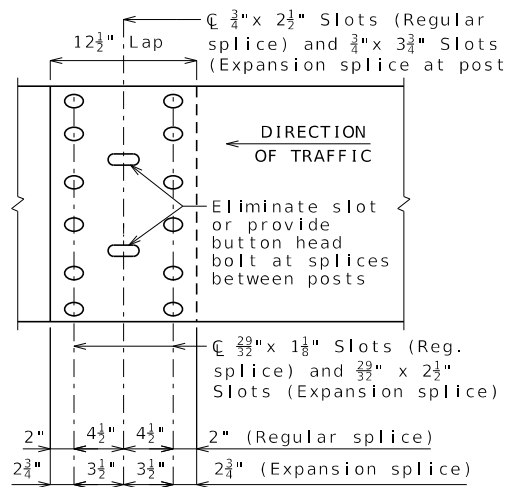 ℄ 3/4"x 2 1/2" Slots (Regular
splice) and 3/4"x 3 3/4" Slots
(Expansion splice at post
12 1/2" Lap
DIRECTION
OF TRAFFIC
Eliminate slot
or provide
button head
bolt at splices
between posts
℄ 29/32"x 1 1/8" Slots (Reg.
splice) and 29/32" x 2 1/2"
Slots (Expansion splice)
2" 4 1/2" 4 1/2" 2" (Regular splice)
2 3/4" 3 1/2" 3 1/2" 2 3/4" (Expansion splice)